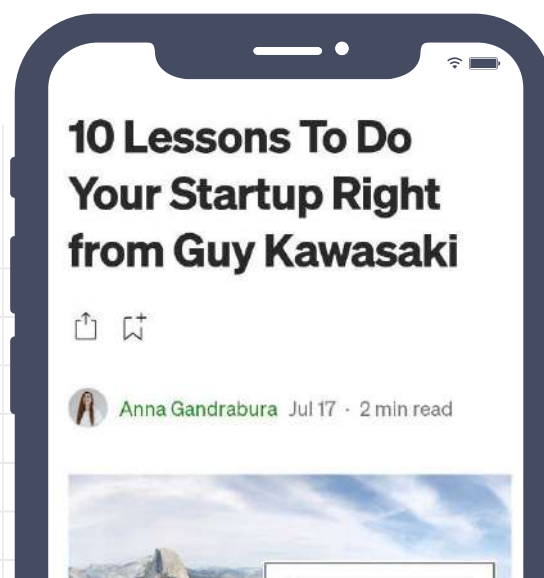 10 Lessons To Do
Your Startup Right
from Guy Kawasaki
Anna Gandrabura Jul 17 · 2 min read